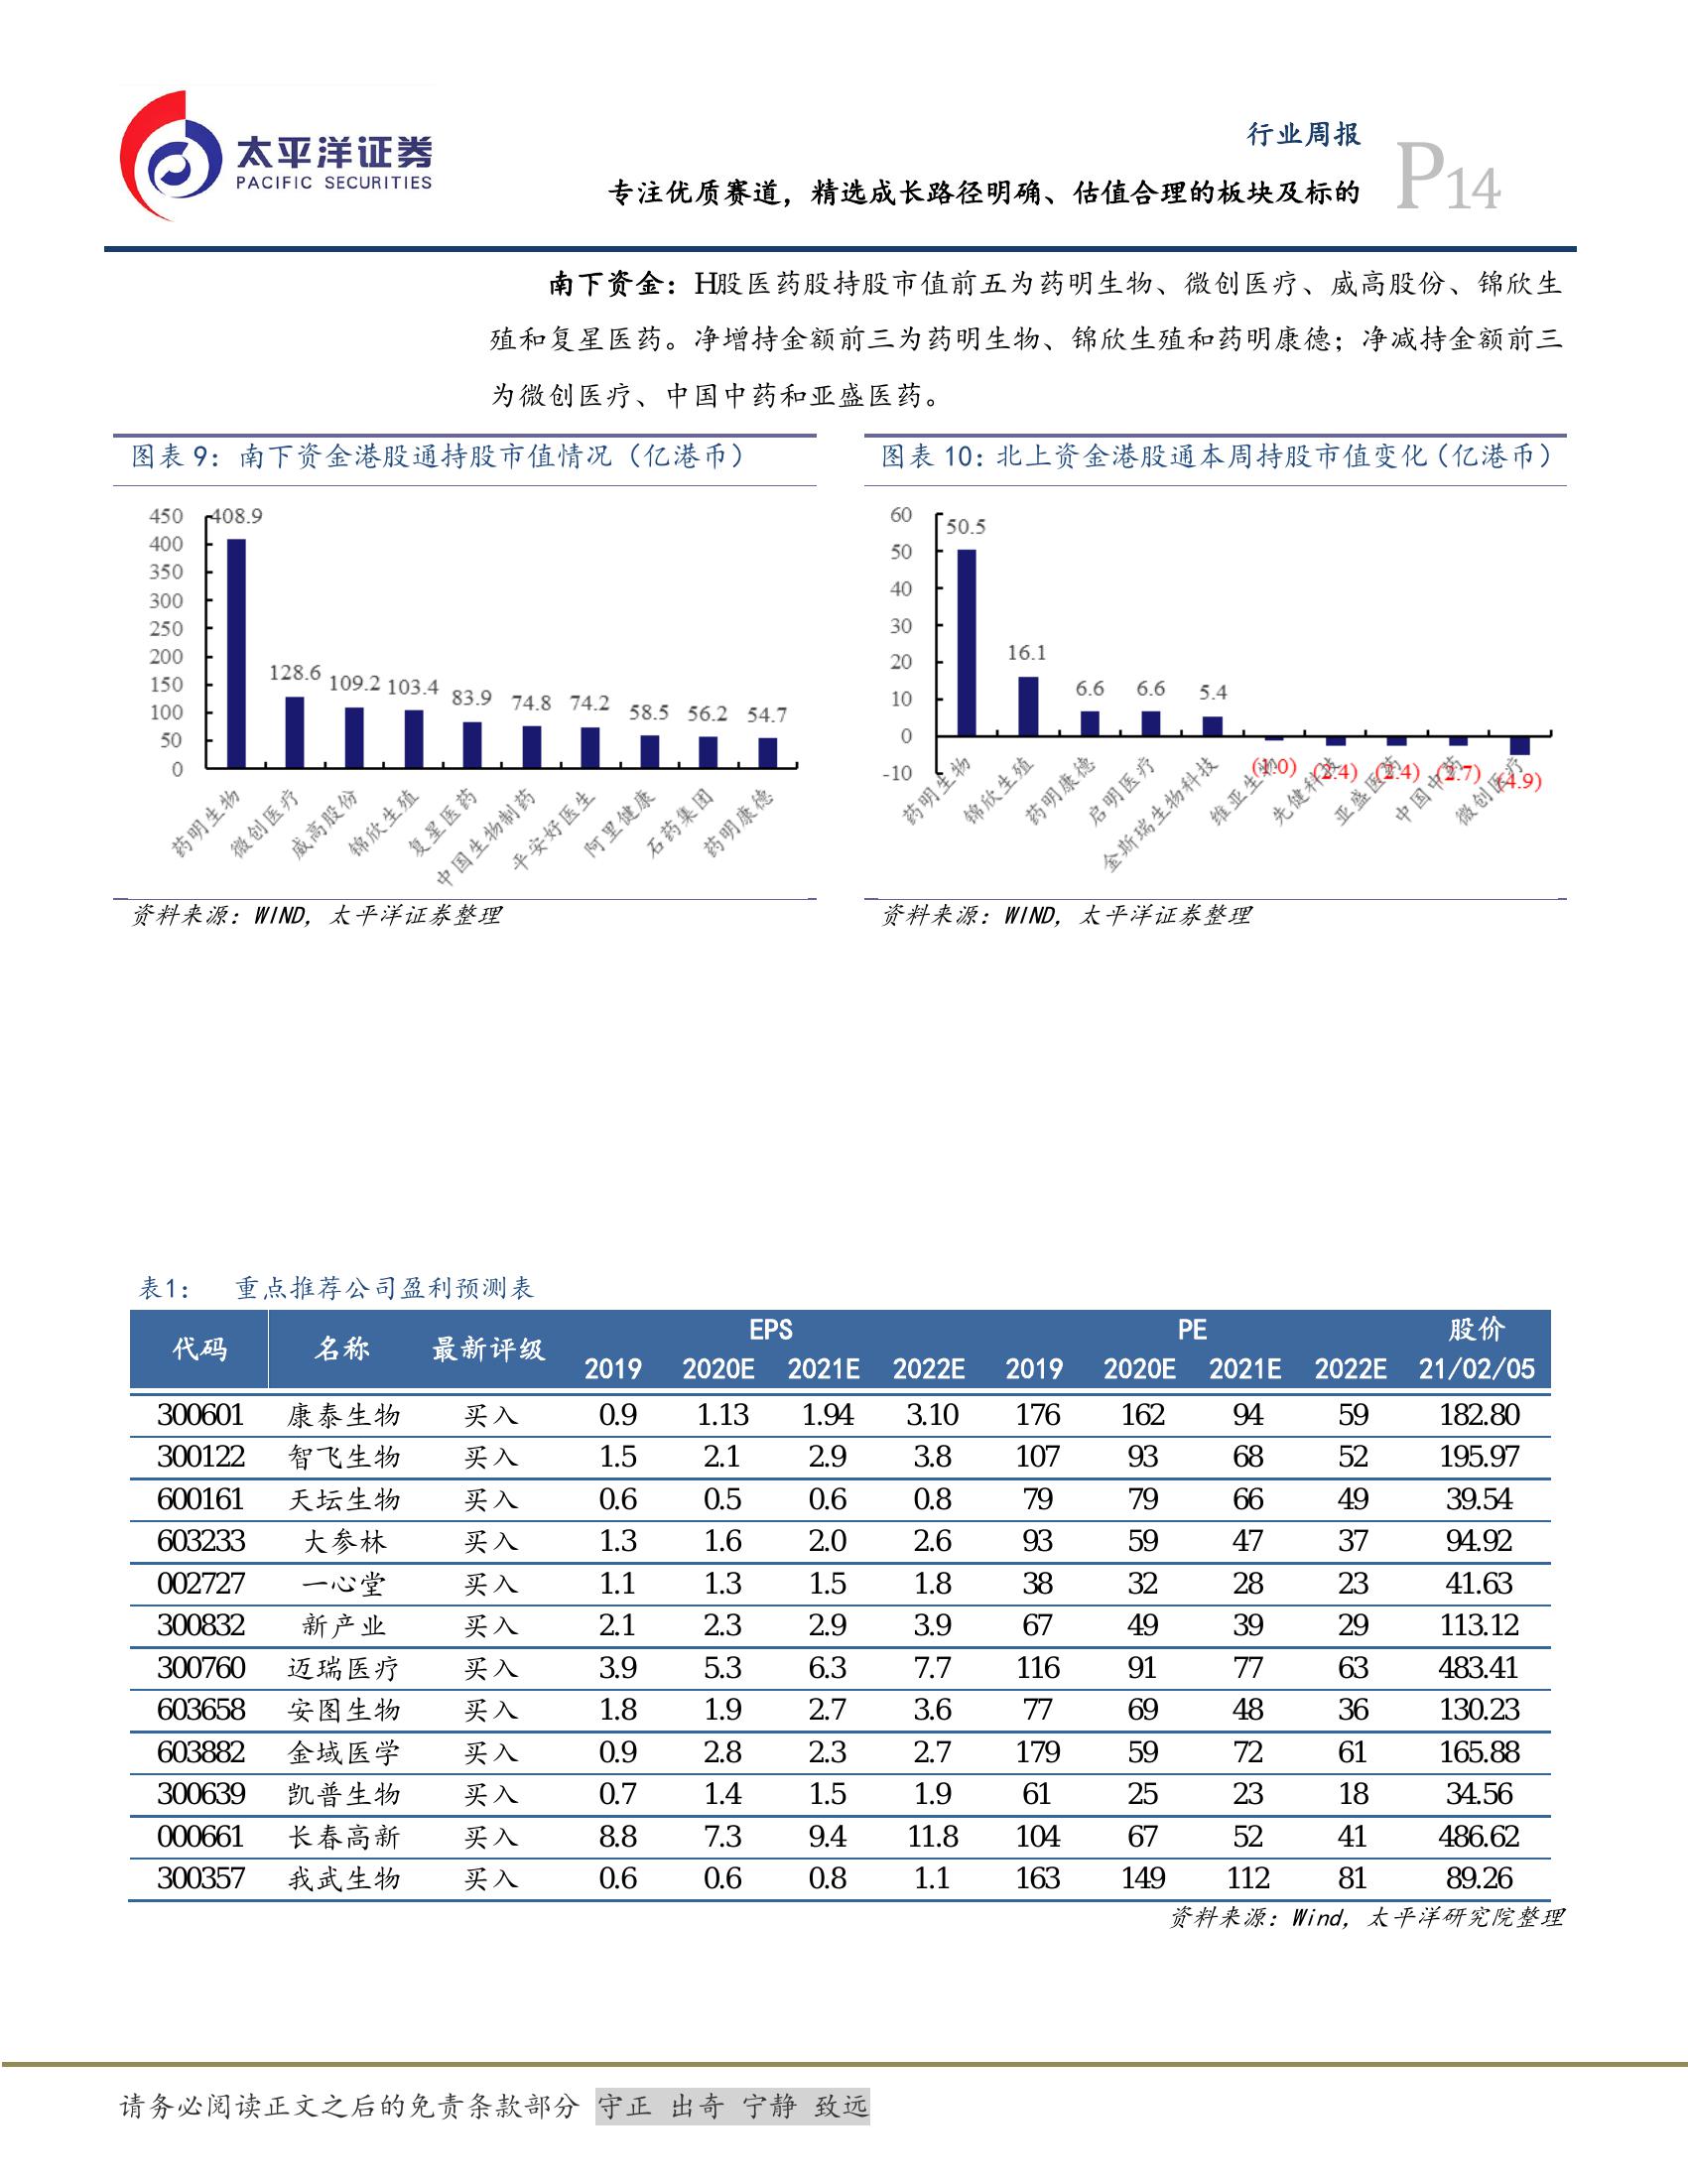 太平洋证券
PACIFIC SECURITIES
行业周报
专注优质赛道，精选成长路径明确、估值合理的板块及标的
P14
南下资金：H股医药股持股市值前五为药明生物、微创医疗、威高股份、锦欣生
殖和复星医药。净增持金额前三为药明生物、锦欣生殖和药明康德；净减持金额前三
为微创医疗、中国中药和亚盛医药。
图表 9：南下资金港股通持股市值情况（亿港币）
450
400
350
300
250
200
150
100
50
0
408.9
128.6
109.2
103.4
83.9
74.8
74.2
58.5
56.2
54.7
药明生物
微创医疗
威高股份
锦欣生殖
复星医药
中国生物制药
平安好医生
阿里健康
石药集团
药明康德
资料来源：WIND，太平洋证券整理
图表 10：北上资金港股通本周持股市值变化（亿港币）
60
50
40
30
20
10
0
-10
50.5
16.1
6.6
6.6
5.4
(1.0)
(2.4)
(2.4)
(2.7)
(4.9)
药明生物
锦欣生殖
药明康德
启明医疗
金斯瑞生物科技
维亚生物
先健科技
亚盛医药
中国中药
微创医疗
资料来源：WIND，太平洋证券整理
表1： 重点推荐公司盈利预测表
代码 名称 最新评级 EPS PE 股价
2019 2020E 2021E 2022E 2019 2020E 2021E 2022E 21/02/05
300601 康泰生物 买入 0.9 1.13 1.94 3.10 176 162 94 59 182.80
300122 智飞生物 买入 1.5 2.1 2.9 3.8 107 93 68 52 195.97
600161 天坛生物 买入 0.6 0.5 0.6 0.8 79 79 66 49 39.54
603233 大参林 买入 1.3 1.6 2.0 2.6 93 59 47 37 94.92
002727 一心堂 买入 1.1 1.3 1.5 1.8 38 32 28 23 41.63
300832 新产业 买入 2.1 2.3 2.9 3.9 67 49 39 29 113.12
300760 迈瑞医疗 买入 3.9 5.3 6.3 7.7 116 91 77 63 483.41
603658 安图生物 买入 1.8 1.9 2.7 3.6 77 69 48 36 130.23
603882 金域医学 买入 0.9 2.8 2.3 2.7 179 59 72 61 165.88
300639 凯普生物 买入 0.7 1.4 1.5 1.9 61 25 23 18 34.56
000661 长春高新 买入 8.8 7.3 9.4 11.8 104 67 52 41 486.62
300357 我武生物 买入 0.6 0.6 0.8 1.1 163 149 112 81 89.26
资料来源：Wind，太平洋研究院整理
请务必阅读正文之后的免责条款部分 守正 出奇 宁静 致远